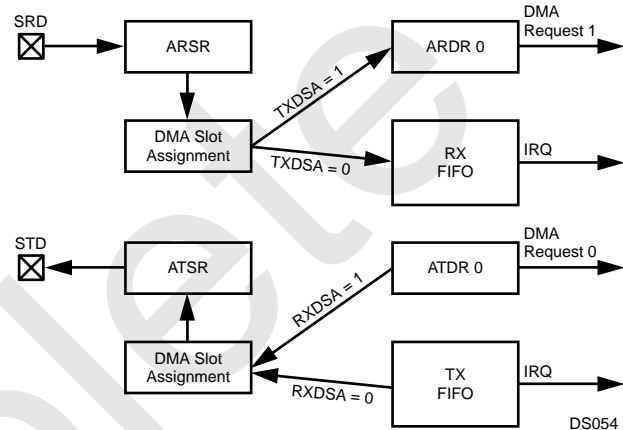 SRD
ARSR
DMA Slot
Assignment
TXDSA = 1
TXDSA = 0
ARDR 0
DMA
Request 1
RX
FIFO
IRQ
STD
ATSR
DMA Slot
Assignment
RXDSA = 1
RXDSA = 0
ATDR 0
DMA
Request 0
TX
FIFO
IRQ
DS054
plete